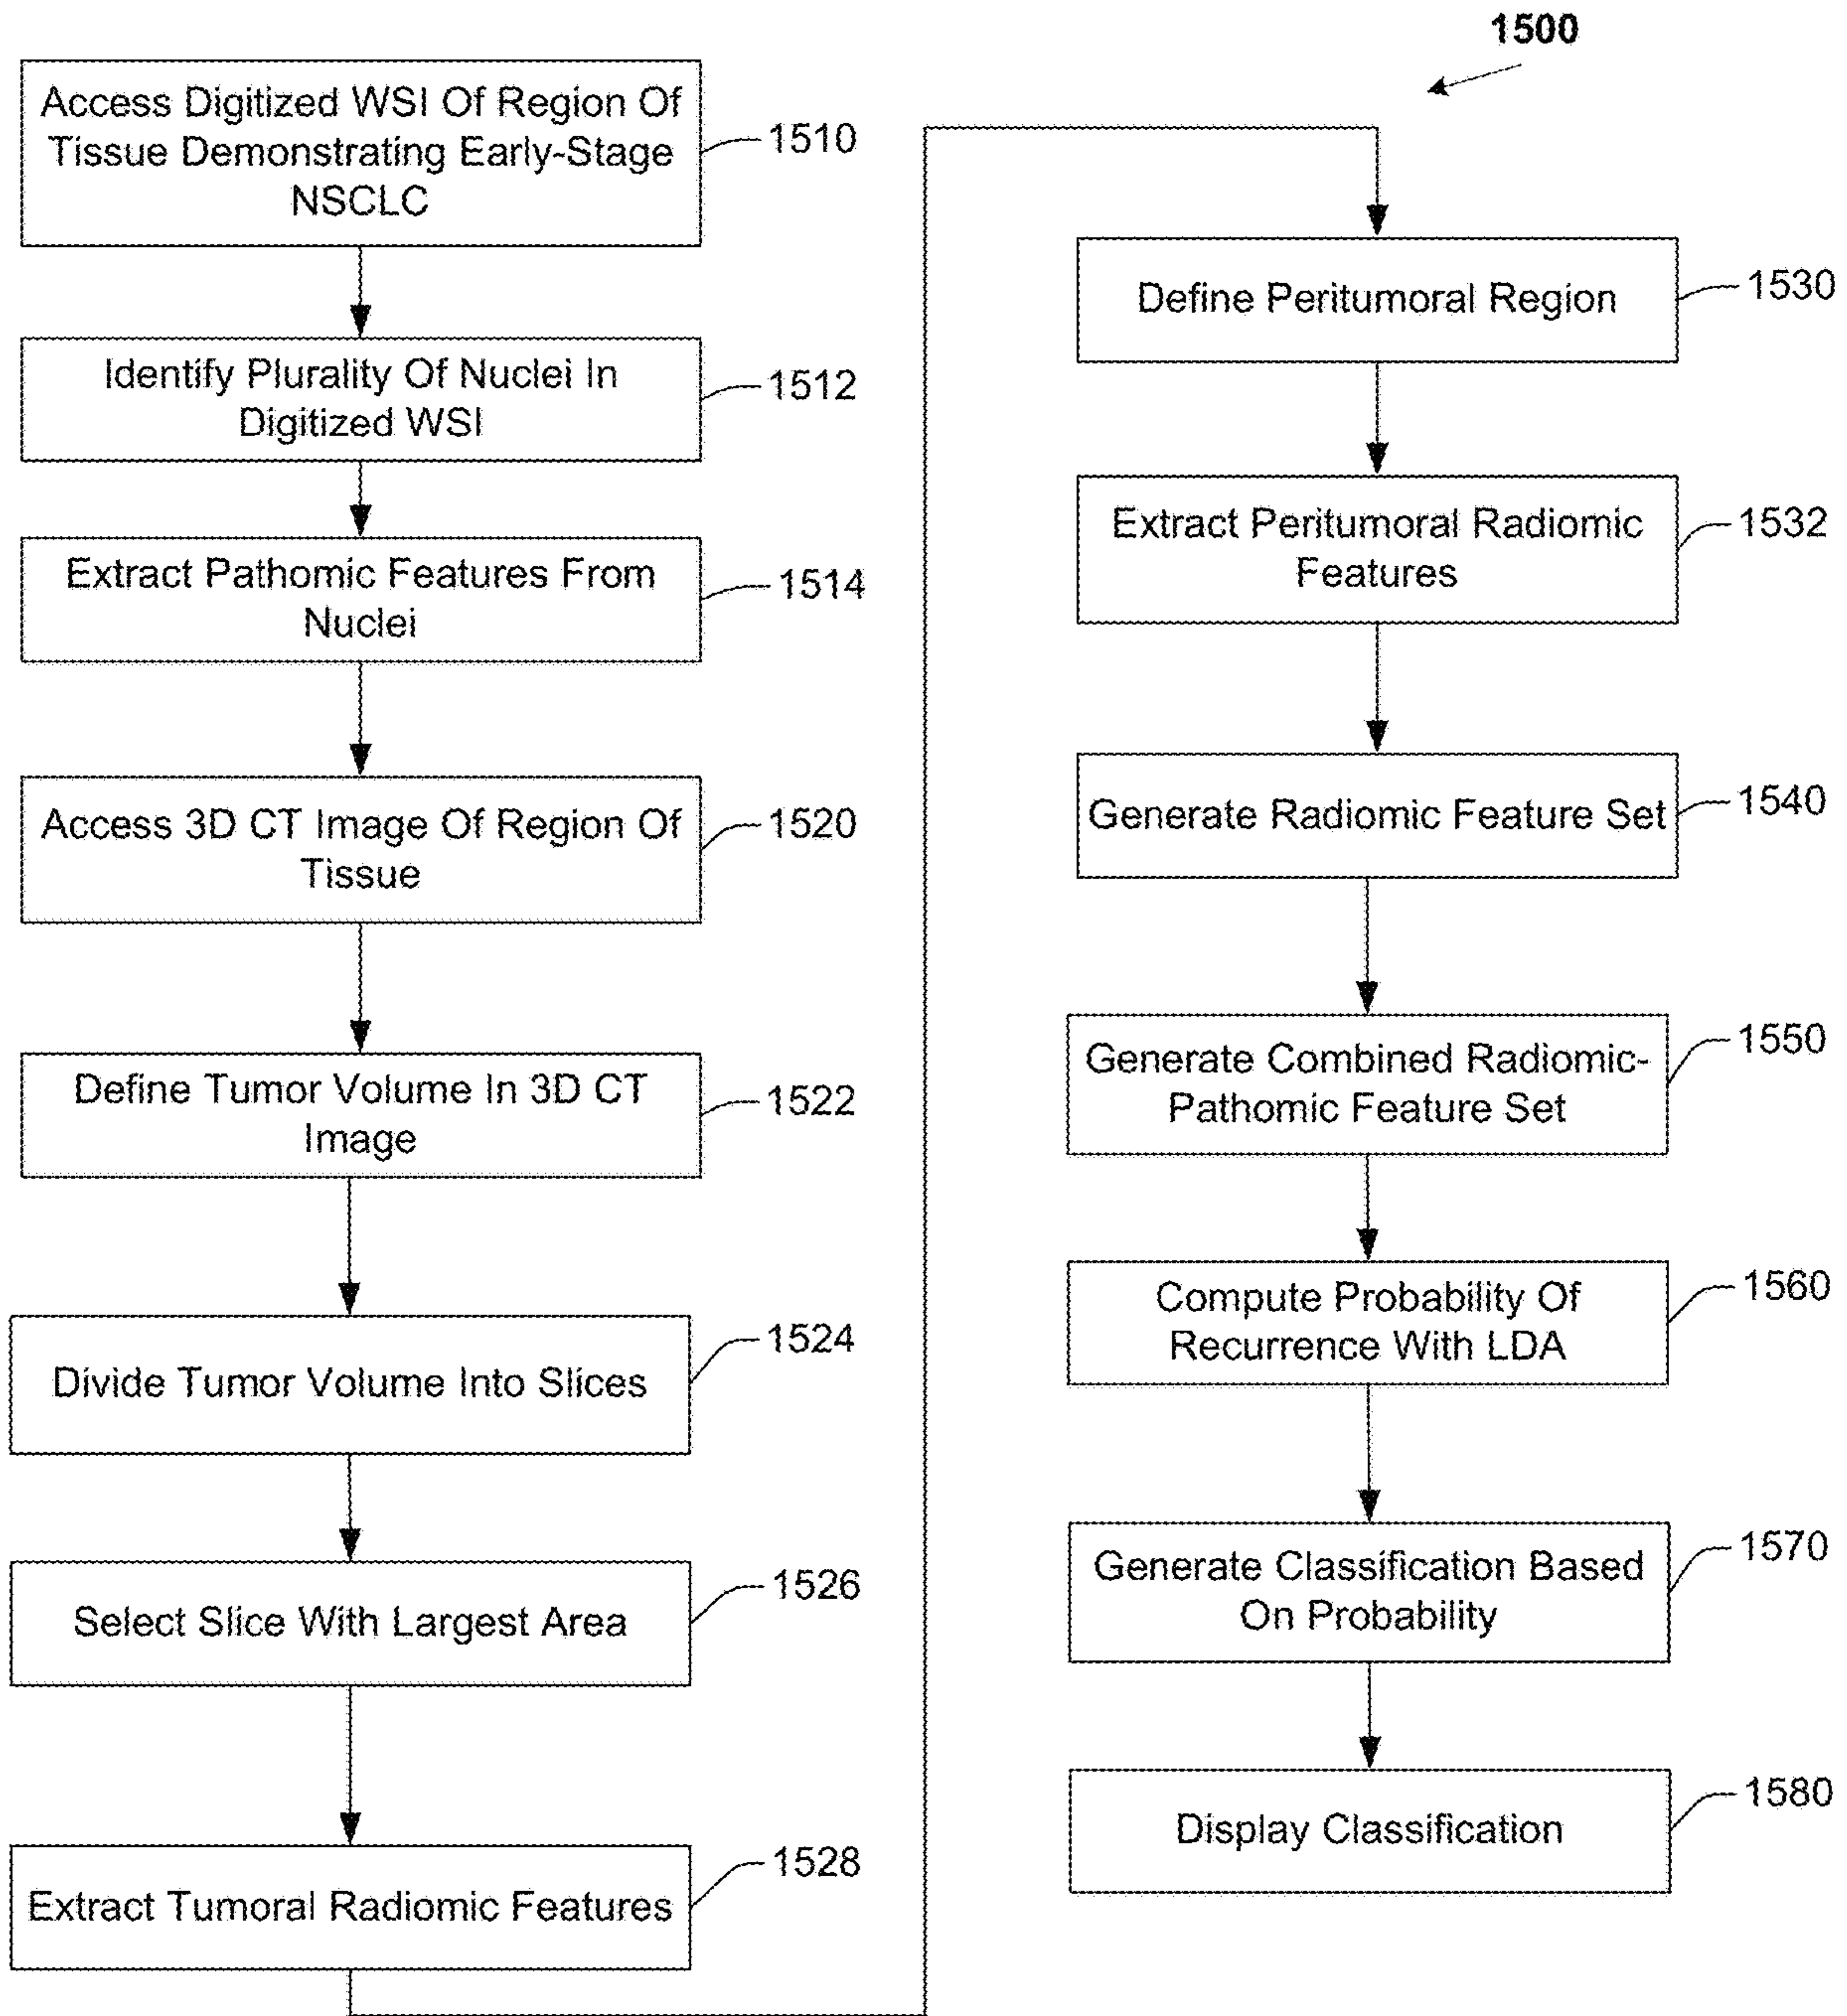 1500
Access Digitized WSI Of Region Of
Tissue Demonstrating Early-Stage
NSCLC
1510
Identify Plurality Of Nuclei In
Digitized WSI
1512
Extract Pathomic Features From
Nuclei
1514
Access 3D CT Image Of Region Of
Tissue
1520
Define Tumor Volume In 3D CT
Image
1522
Divide Tumor Volume Into Slices
1524
Select Slice With Largest Area
1526
Extract Tumoral Radiomic Features
1528
Define Peritumoral Region
1530
Extract Peritumoral Radiomic
Features
1532
Generate Radiomic Feature Set
1540
Generate Combined Radiomic-
Pathomic Feature Set
1550
Compute Probability Of
Recurrence With LDA
1560
Generate Classification Based
On Probability
1570
Display Classification
1580